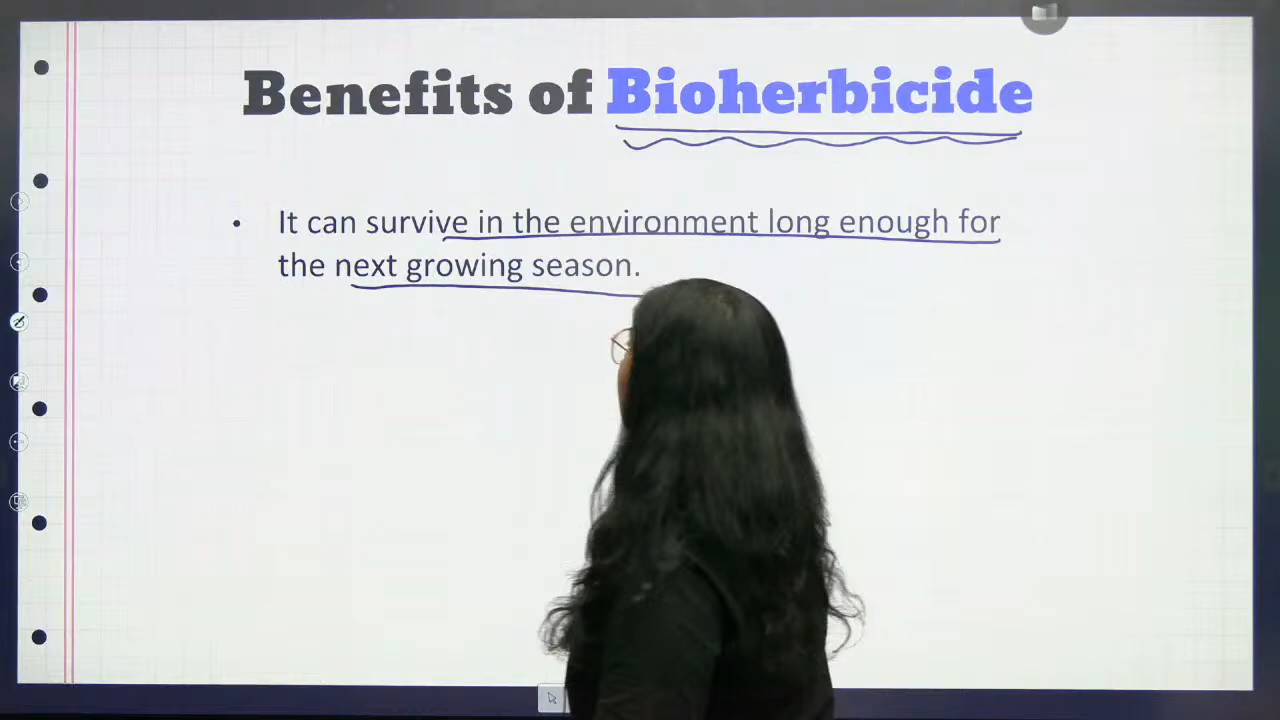 Benefits of Bioherbicide
• It can survive in the environment long enough for
the next growing season.